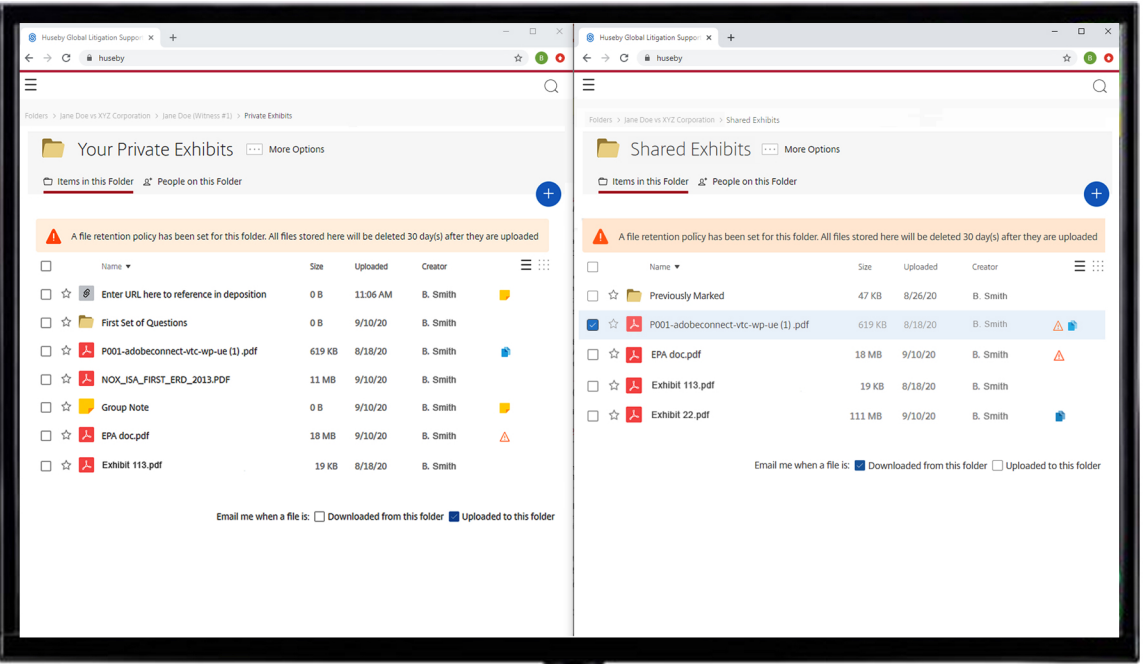 Huseby Global Litigation Suppor
huseby
B
Folders > Jane Doe vs XYZ Corporation > Jane Doe (Witness #1) > Private Exhibits
Your Private Exhibits ... More Options
Items in this Folder People on this Folder
A file retention policy has been set for this folder. All files stored here will be deleted 30 day(s) after they are uploaded
Name Size Uploaded Creator
Enter URL here to reference in deposition 0 B 11:06 AM B. Smith
First Set of Questions 0 B 9/10/20 B. Smith
P001-adobeconnect-vtc-wp-ue (1) .pdf 619 KB 8/18/20 B. Smith
NOX_ISA_FIRST_ERD_2013.PDF 11 MB 9/10/20 B. Smith
Group Note 0 B 9/10/20 B. Smith
EPA doc.pdf 18 MB 9/10/20 B. Smith
Exhibit 113.pdf 19 KB 8/18/20 B. Smith
Email me when a file is: Downloaded from this folder Uploaded to this folder
Huseby Global Litigation Suppor
huseby
B
Folders > Jane Doe vs XYZ Corporation > Shared Exhibits
Shared Exhibits ... More Options
Items in this Folder People on this Folder
A file retention policy has been set for this folder. All files stored here will be deleted 30 day(s) after they are uploaded
Name Size Uploaded Creator
Previously Marked 47 KB 8/26/20 B. Smith
P001-adobeconnect-vtc-wp-ue (1) .pdf 619 KB 8/18/20 B. Smith
EPA doc.pdf 18 MB 9/10/20 B. Smith
Exhibit 113.pdf 19 KB 8/18/20 B. Smith
Exhibit 22.pdf 111 MB 9/10/20 B. Smith
Email me when a file is: Downloaded from this folder Uploaded to this folder